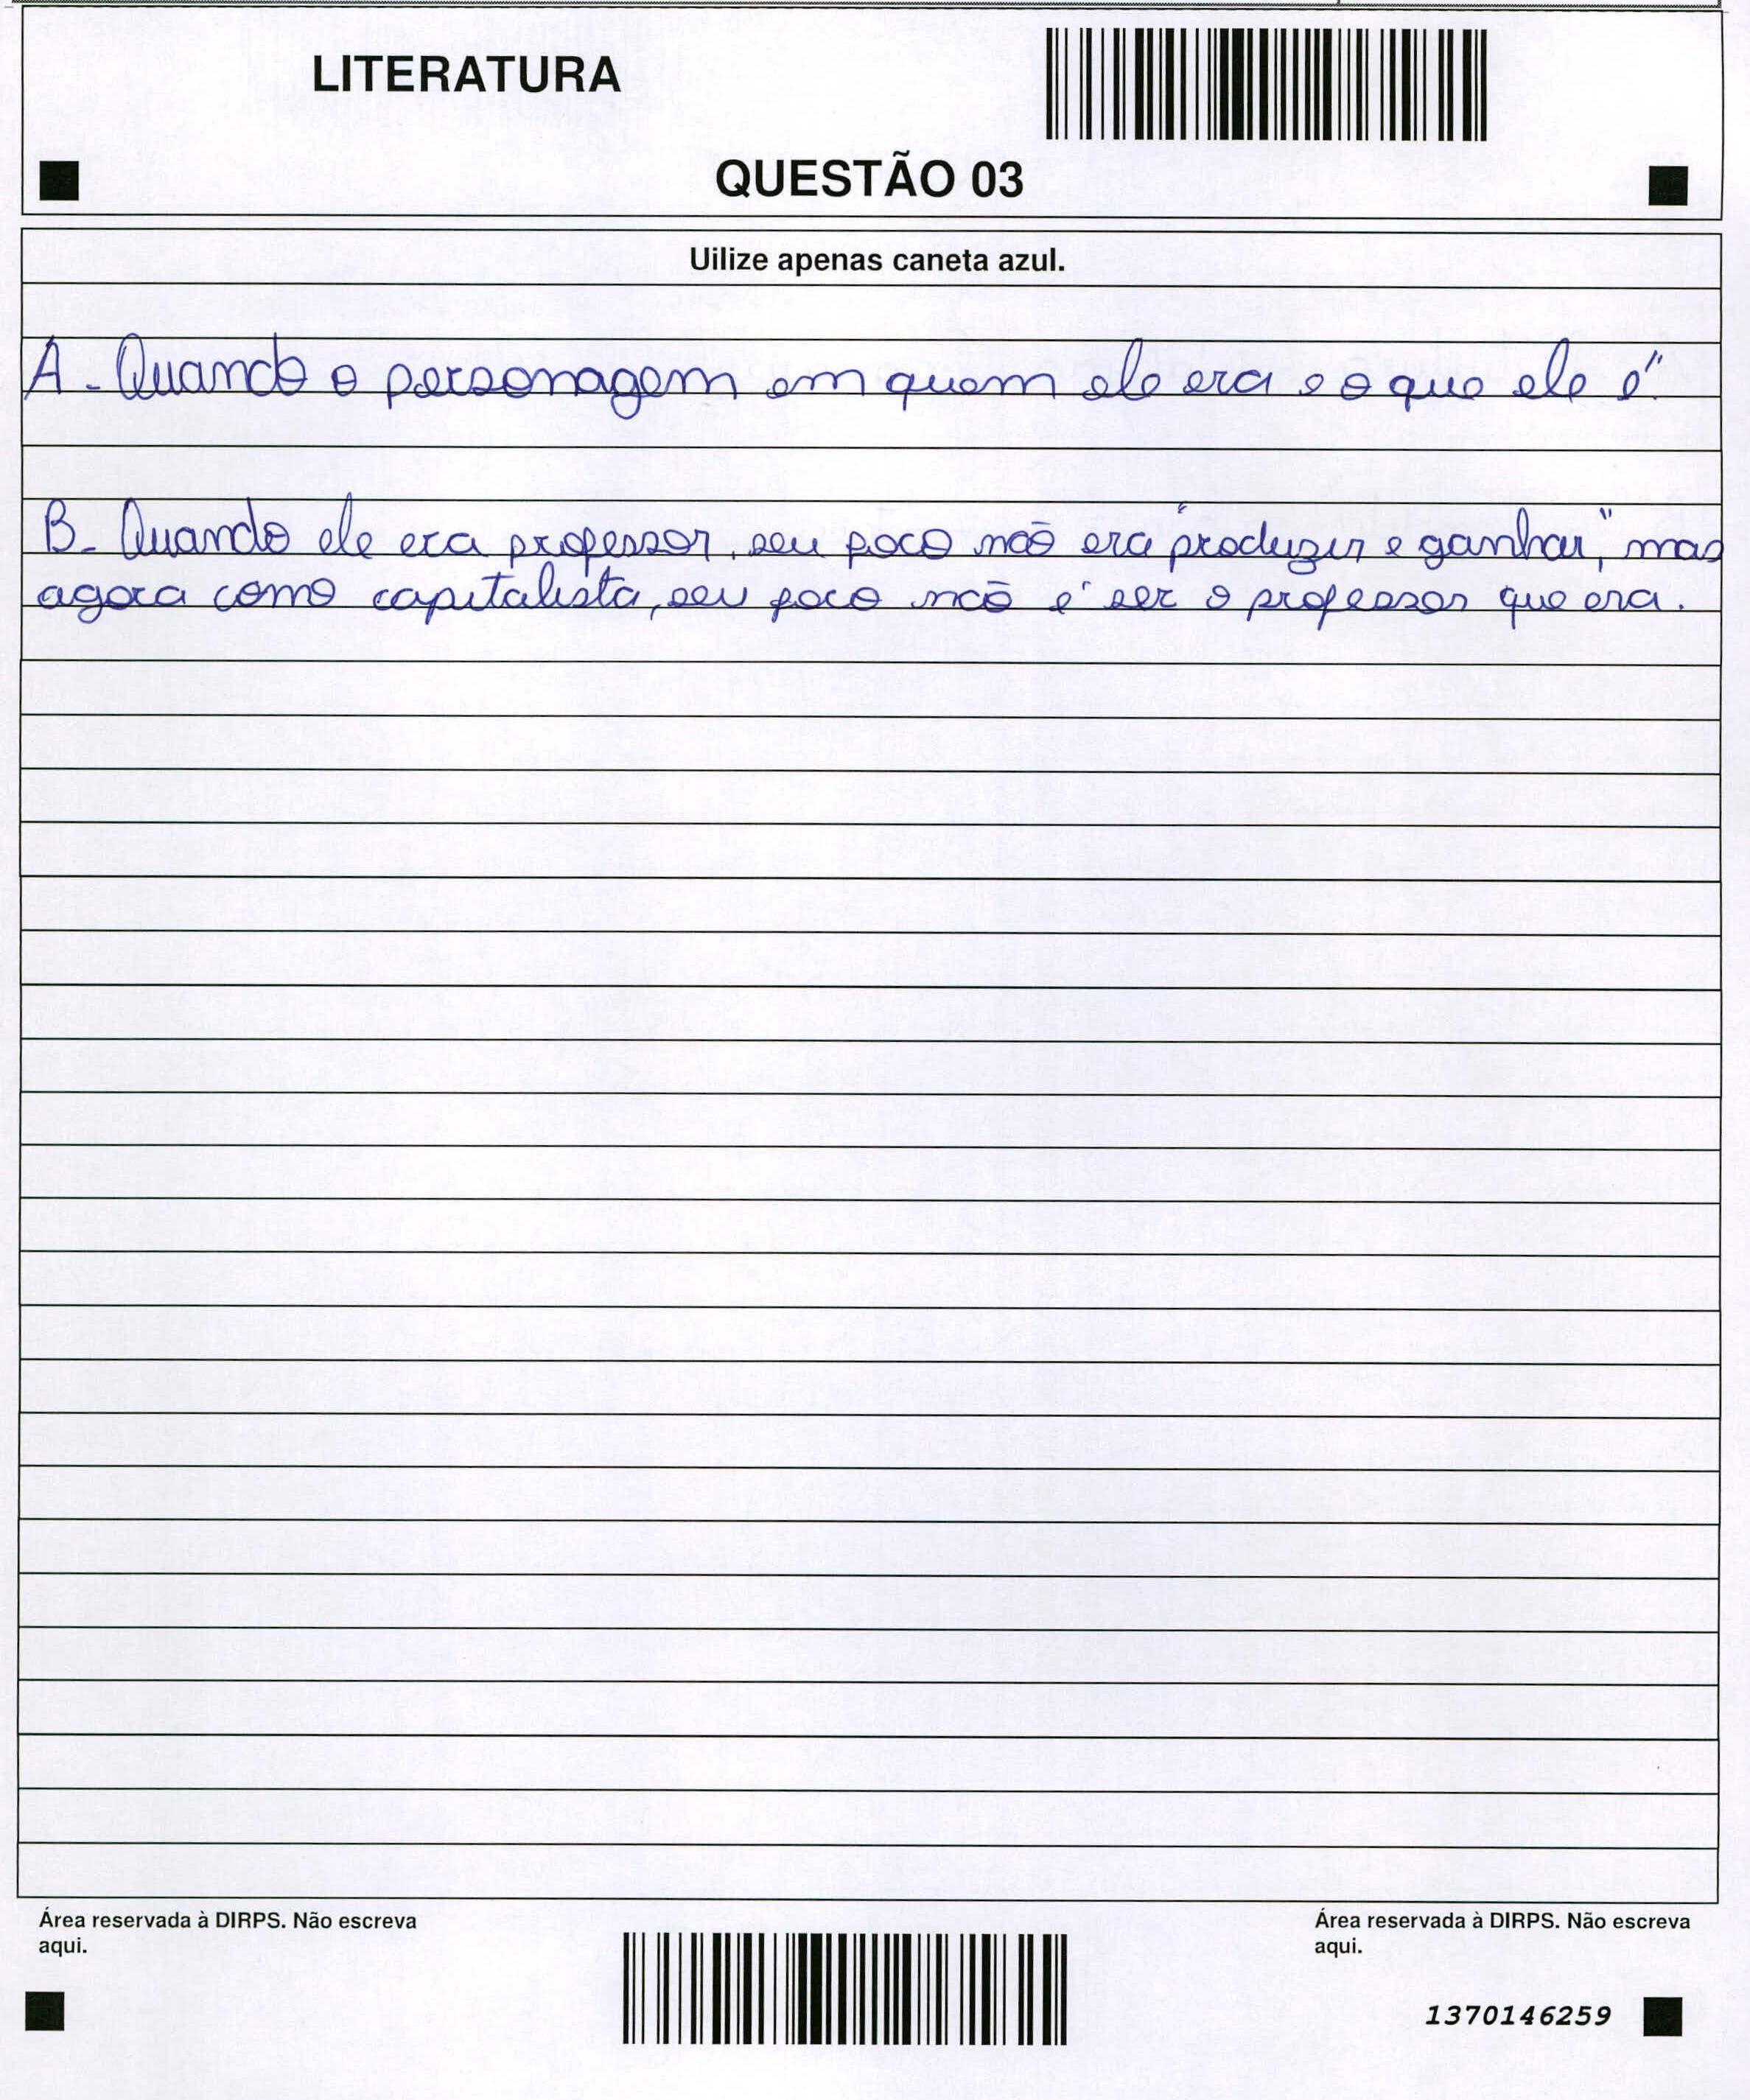 LITERATURA
QUESTÃO 03
Uilize apenas caneta azul.
A - Quando o personagem em quem ele era e o que ele é"
B - Quando ele era professor, seu foco não era "produzir e ganhar", mas
agora como capitalista, seu foco não é ser o professor que era.
Área reservada à DIRPS. Não escreva
aqui.
Área reservada à DIRPS. Não escreva
aqui.
1370146259